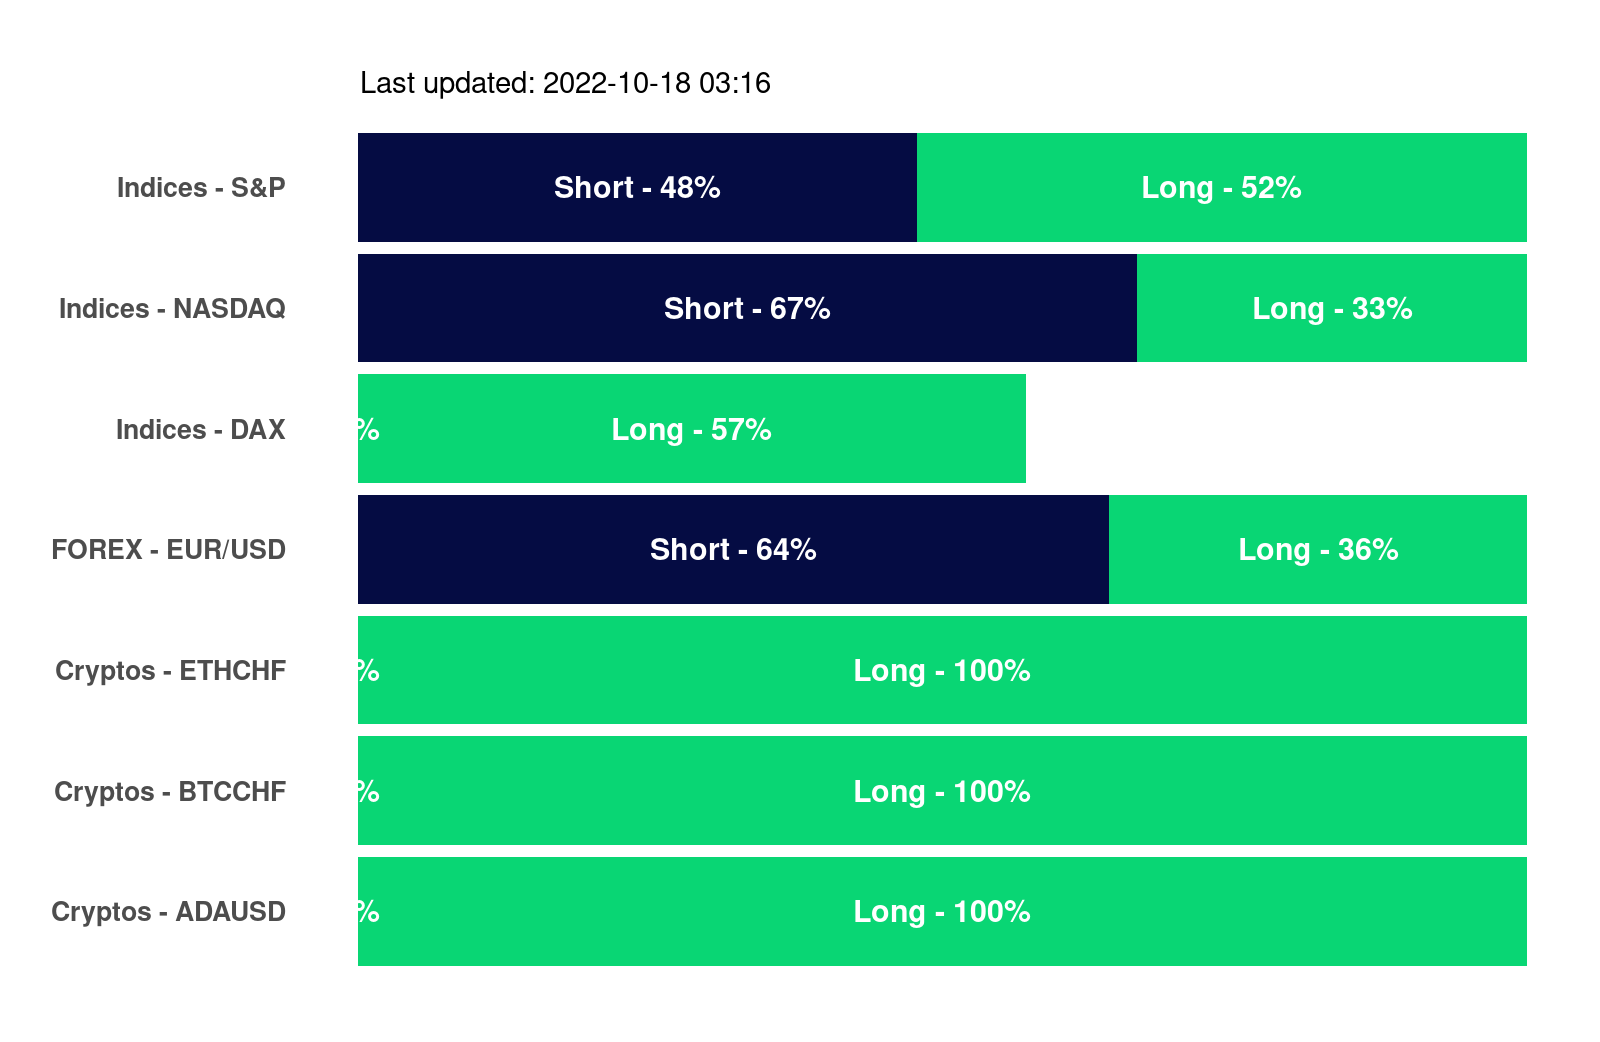 Last updated: 2022-10-18 03:16
Indices - S&P Short - 48% Long - 52%
Indices - NASDAQ Short - 67% Long - 33%
Indices - DAX % Long - 57%
FOREX - EUR/USD Short - 64% Long - 36%
Cryptos - ETHCHF % Long - 100%
Cryptos - BTCCHF % Long - 100%
Cryptos - ADAUSD % Long - 100%